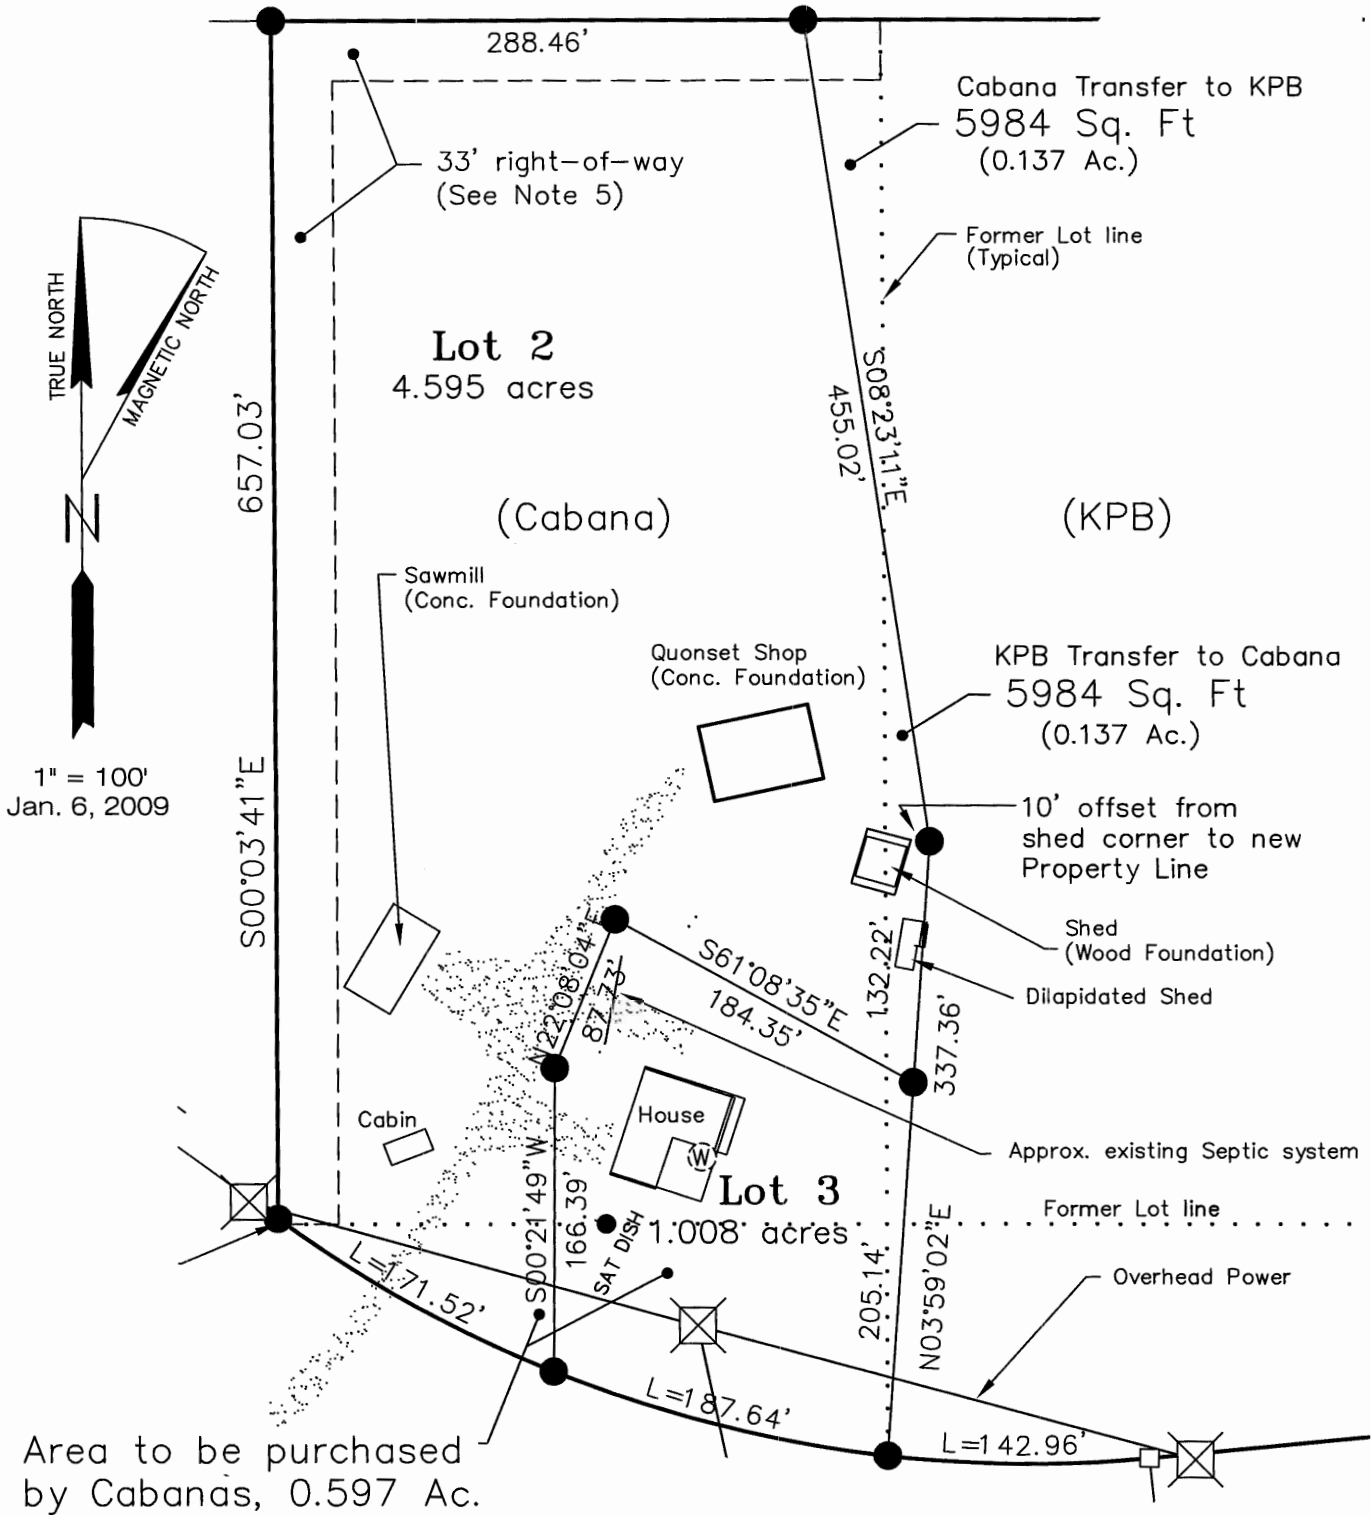 288.46'
Cabana Transfer to KPB
5984 Sq. Ft
(0.137 Ac.)
33' right-of-way
(See Note 5)
Former Lot line
(Typical)
TRUE NORTH
MAGNETIC NORTH
N
1" = 100'
Jan. 6, 2009
Lot 2
4.595 acres
657.03'
S00°03'41"E
S08°23'11"E
455.02'
(Cabana)
(KPB)
Sawmill
(Conc. Foundation)
Quonset Shop
(Conc. Foundation)
KPB Transfer to Cabana
5984 Sq. Ft
(0.137 Ac.)
10' offset from
shed corner to new
Property Line
Shed
(Wood Foundation)
Dilapidated Shed
N22°08'04"E
87.73'
S61°08'35"E
184.35'
132.22'
337.36'
House
W
Cabin
Approx. existing Septic system
Lot 3
1.008 acres
Former Lot line
S00°21'49"W
166.39'
SAT DISH
205.14'
N03°59'02"E
Overhead Power
L=171.52'
L=187.64'
L=142.96'
Area to be purchased
by Cabanas, 0.597 Ac.